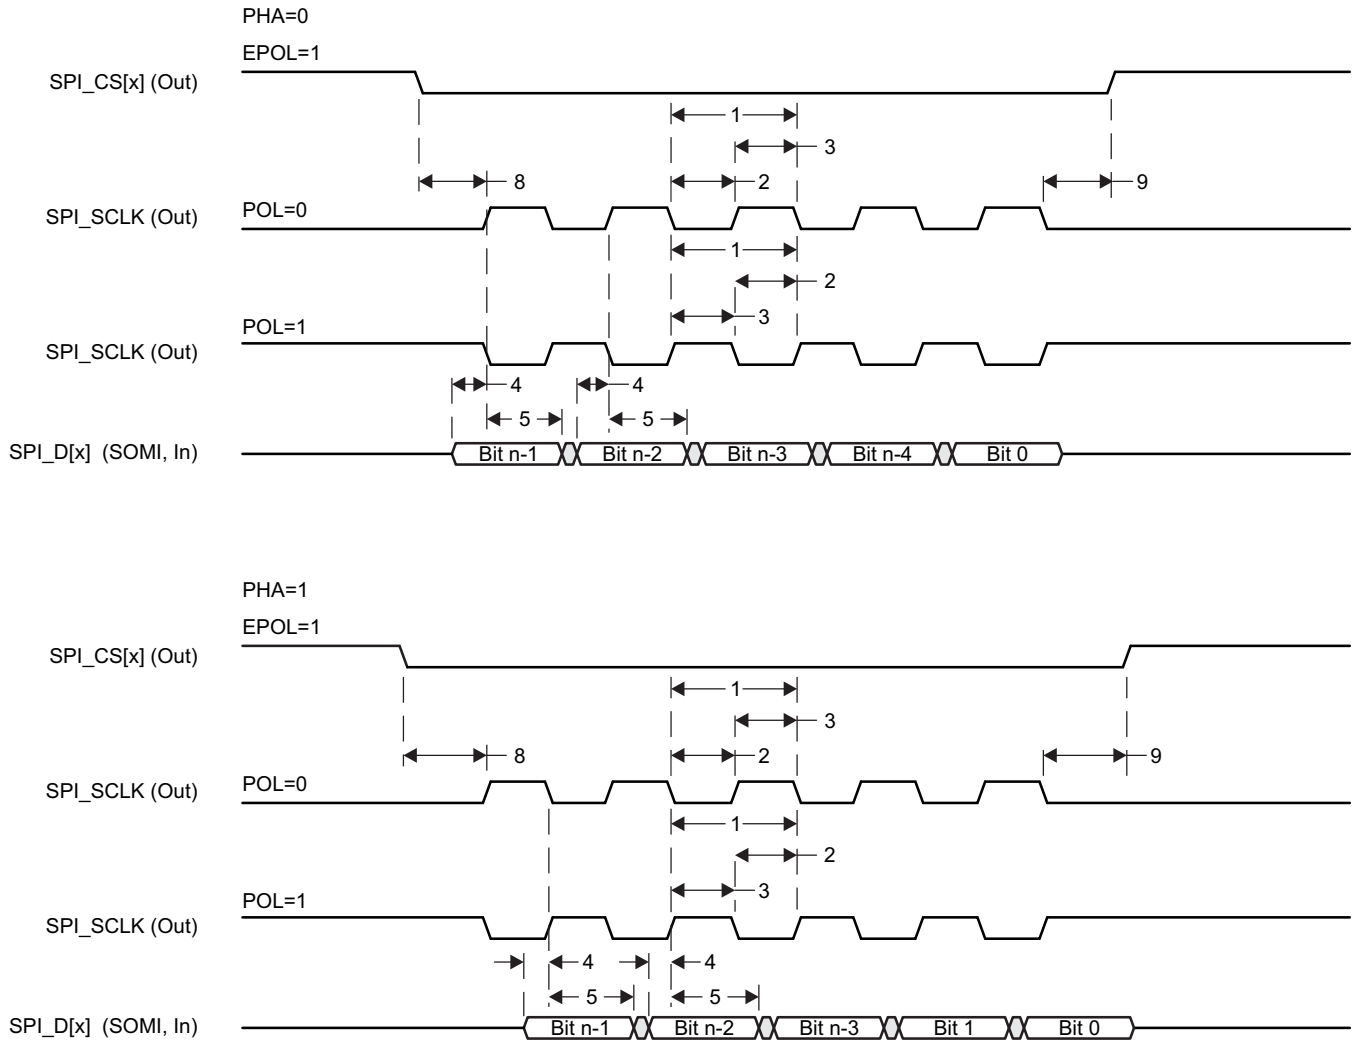 PHA=0
EPOL=1
SPI_CS[x] (Out)
1
3
8
2
9
SPI_SCLK (Out)
POL=0
1
2
3
POL=1
SPI_SCLK (Out)
4
4
5
5
SPI_D[x] (SOMI, In)
Bit n-1
Bit n-2
Bit n-3
Bit n-4
Bit 0
PHA=1
EPOL=1
SPI_CS[x] (Out)
1
3
8
2
9
SPI_SCLK (Out)
POL=0
1
2
3
POL=1
SPI_SCLK (Out)
4
4
5
5
SPI_D[x] (SOMI, In)
Bit n-1
Bit n-2
Bit n-3
Bit 1
Bit 0